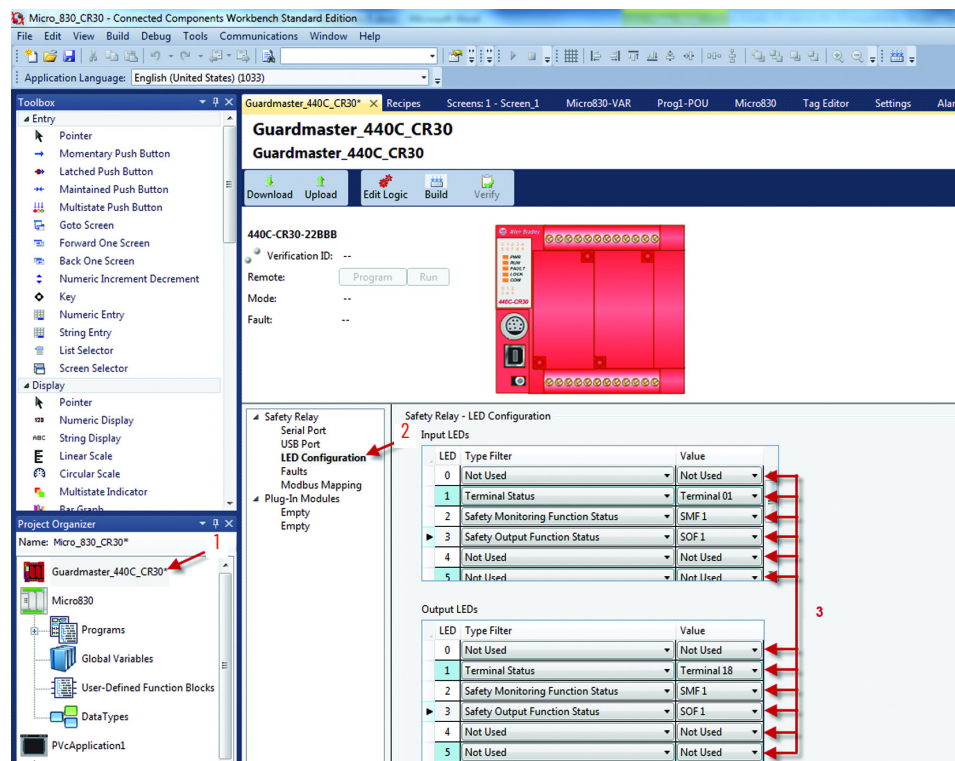 Micro_830_CR30 - Connected Components Workbench Standard Edition
File Edit View Build Debug Tools Communications Window Help
Application Language: English (United States) (1033)
Toolbox
Entry
Pointer
Momentary Push Button
Latched Push Button
Maintained Push Button
Multistate Push Button
Goto Screen
Forward One Screen
Back One Screen
Numeric Increment Decrement
Key
Numeric Entry
String Entry
List Selector
Screen Selector
Display
Pointer
123 Numeric Display
ABC String Display
Linear Scale
Circular Scale
Multistate Indicator
Bar Graph
Project Organizer
Name: Micro_830_CR30*
1
Guardmaster_440C_CR30*
Micro830
Programs
Global Variables
User-Defined Function Blocks
DataTypes
PVcApplication1
Guardmaster_440C_CR30* Recipes Screens: 1 - Screen_1 Micro830-VAR Prog1-POU Micro830 Tag Editor Settings Alar
Guardmaster_440C_CR30
Guardmaster_440C_CR30
Download Upload Edit Logic Build Verify
440C-CR30-22BBB
Verification ID: --
Remote: Program Run
Mode: --
Fault: --
Allen Bradley
PWR
RUN
FAULT
LOCK
COM
440C-CR30
Safety Relay
Serial Port
USB Port
LED Configuration
2
Faults
Modbus Mapping
Plug-In Modules
Empty
Empty
Safety Relay - LED Configuration
Input LEDs
LED Type Filter Value
0 Not Used Not Used
1 Terminal Status Terminal 01
2 Safety Monitoring Function Status SMF 1
3 Safety Output Function Status SOF 1
4 Not Used Not Used
5 Not Used Not Used
3
Output LEDs
LED Type Filter Value
0 Not Used Not Used
1 Terminal Status Terminal 18
2 Safety Monitoring Function Status SMF 1
3 Safety Output Function Status SOF 1
4 Not Used Not Used
5 Not Used Not Used